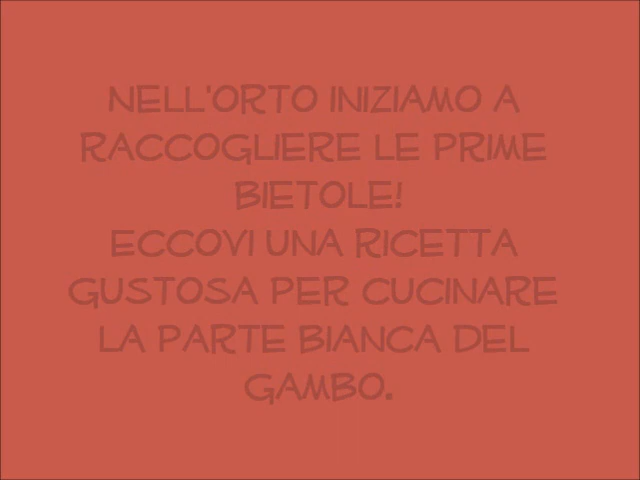 NELL'ORTO INIZIAMO A
RACCOGLIERE LE PRIME
BIETOLE!
ECCOVI UNA RICETTA
GUSTOSA PER CUCINARE
LA PARTE BIANCA DEL
GAMBO.